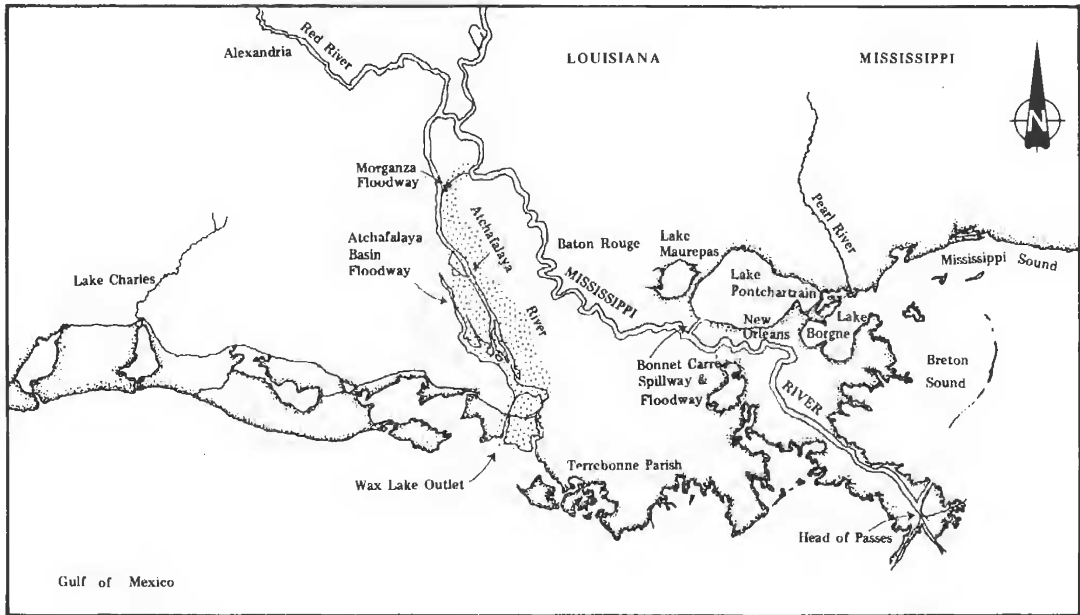 Red River
Alexandria
LOUISIANA
MISSISSIPPI
N
Morganza
Floodway
Atchafalaya
River
Atchafalaya
Basin
Floodway
Baton Rouge
Lake
Maurepas
Pearl River
Mississippi Sound
Lake Charles
MISSISSIPPI
RIVER
Lake
Pontchartrain
New
Orleans
Lake
Borgne
Bonnet Carre
Spillway &
Floodway
Breton
Sound
Wax Lake Outlet
Terrebonne Parish
Head of Passes
Gulf of Mexico